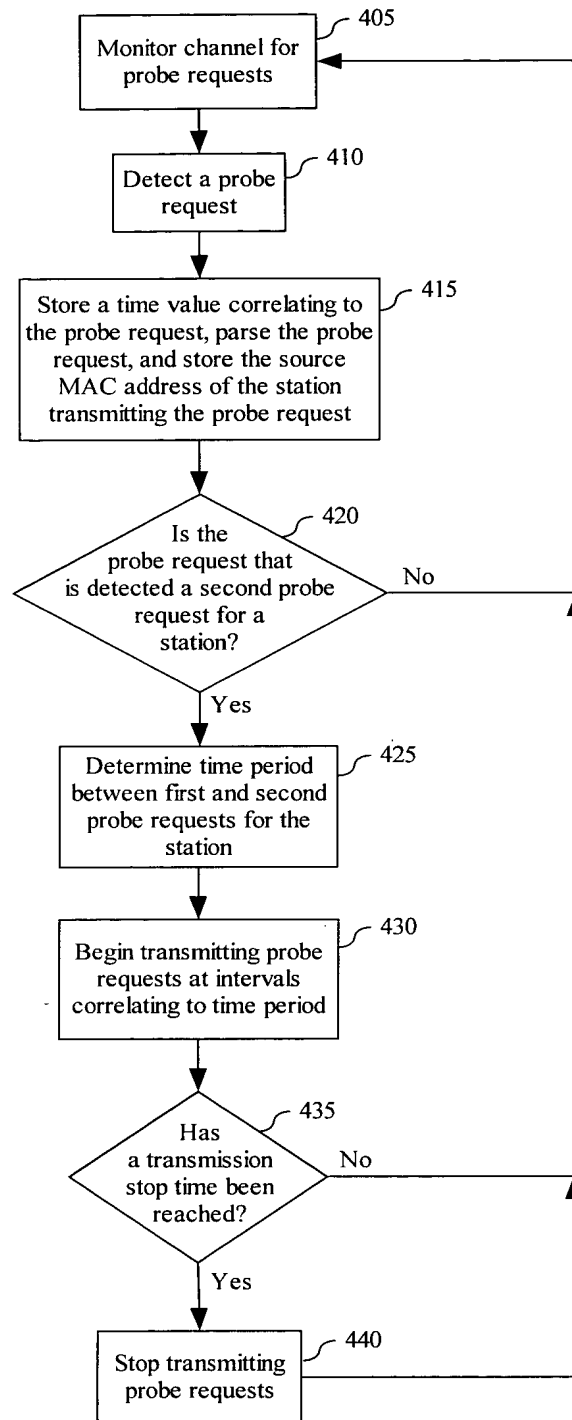 405
Monitor channel for
probe requests
410
Detect a probe
request
415
Store a time value correlating to
the probe request, parse the probe
request, and store the source
MAC address of the station
transmitting the probe request
420
Is the
probe request that
is detected a second probe
request for a
station?
No
Yes
425
Determine time period
between first and second
probe requests for the
station
430
Begin transmitting probe
requests at intervals
correlating to time period
435
Has
a transmission
stop time been
reached?
No
Yes
440
Stop transmitting
probe requests